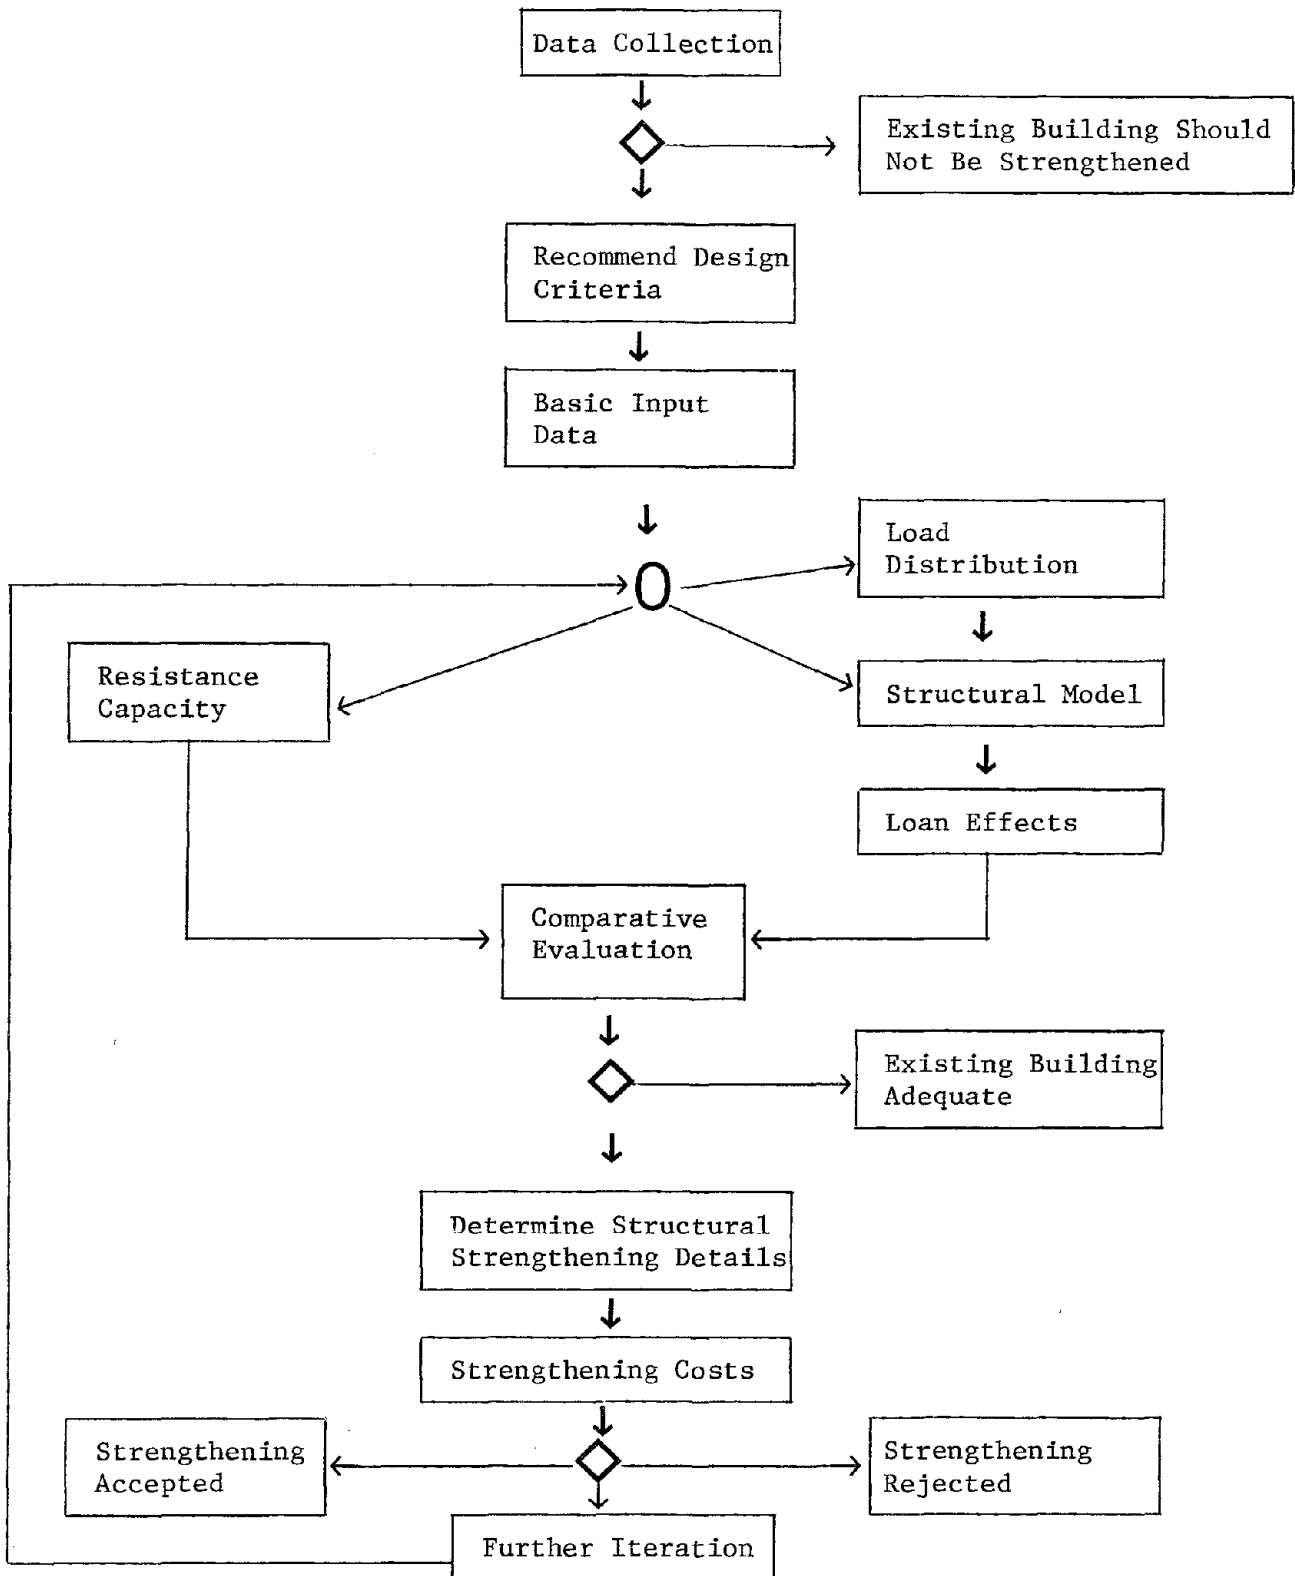 Data Collection
Existing Building Should
Not Be Strengthened
Recommend Design
Criteria
Basic Input
Data
Load
Distribution
Resistance
Capacity
Structural Model
Loan Effects
Comparative
Evaluation
Existing Building
Adequate
Determine Structural
Strengthening Details
Strengthening Costs
Strengthening
Accepted
Strengthening
Rejected
Further Iteration